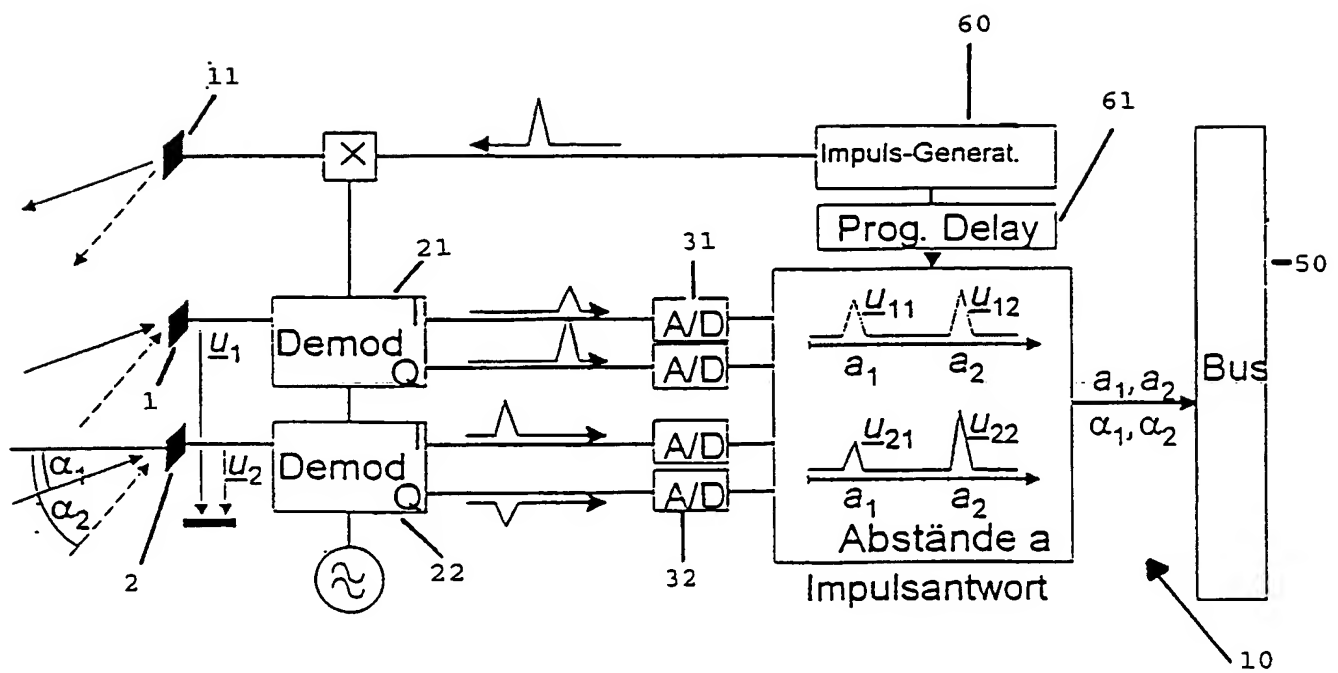 60
11
61
×
Impuls-Generat.
Prog. Delay
21
31
50
I
Demod
Q
A/D
A/D
u₁
1
u₁₁ u₁₂
a₁ a₂
Bus
a₁, a₂
α₁, α₂
I
Demod
Q
A/D
A/D
u₂
α₁
α₂
u₂₁ u₂₂
a₁ a₂
Abstände a
Impulsantwort
2
22
32
10